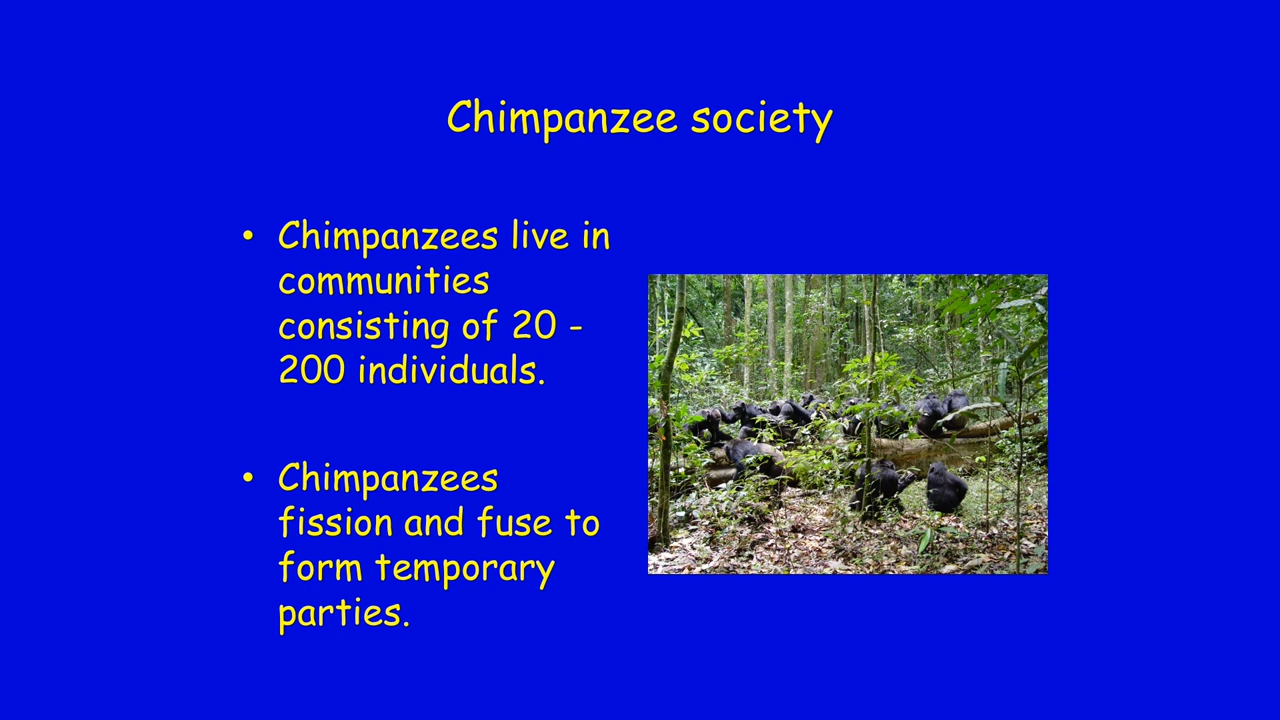 Chimpanzee society
• Chimpanzees live in
communities
consisting of 20 -
200 individuals.
• Chimpanzees
fission and fuse to
form temporary
parties.